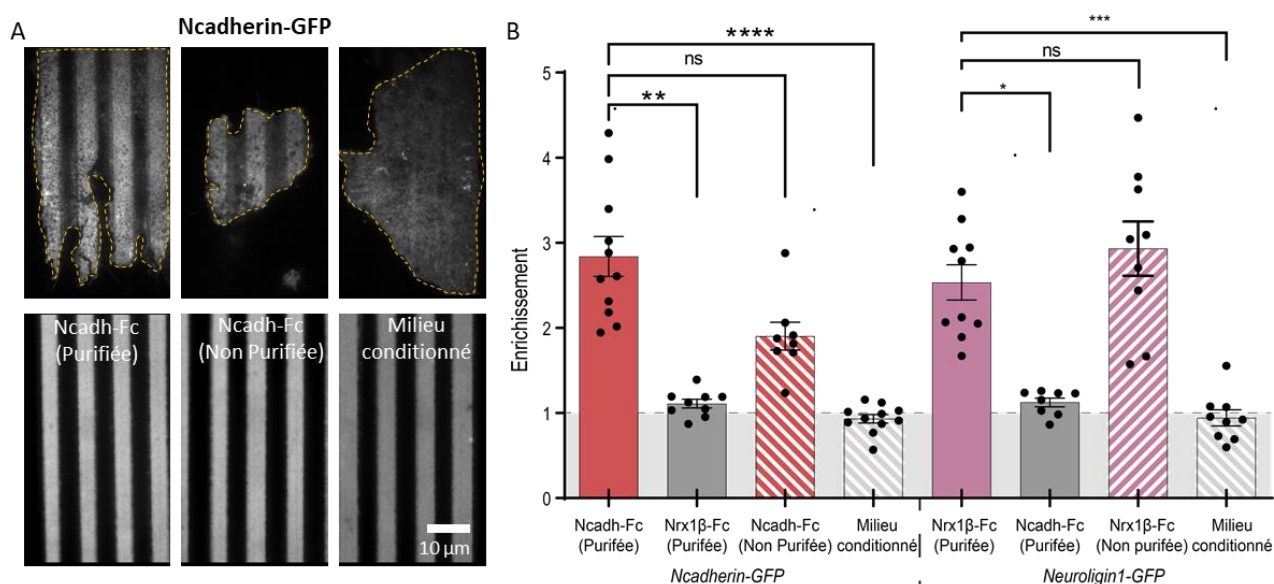 A
Ncadherin-GFP
Ncadh-Fc
(Purifiée)
Ncadh-Fc
(Non Purifiée)
Milieu
conditionné
10 µm
B
****
ns
**
***
ns
*
Enrichissement
5
4
3
2
1
0
Ncadh-Fc
(Purifée)
Nrx1β-Fc
(Purifée)
Ncadh-Fc
(Non Purifée)
Milieu
conditionné
Nrx1β-Fc
(Purifée)
Ncadh-Fc
(Purifée)
Nrx1β-Fc
(Non purifée)
Milieu
conditionné
Ncadherin-GFP
Neuroligin1-GFP